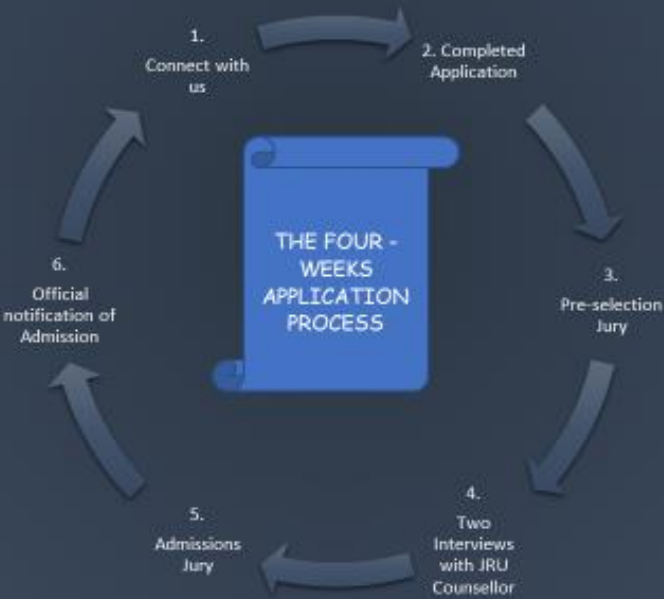 1.
Connect with
us
2. Completed
Application
3.
Pre-selection
Jury
4.
Two
Interviews
with JRU
Counsellor
5.
Admissions
Jury
6.
Official
notification of
Admission
THE FOUR -
WEEKS
APPLICATION
PROCESS